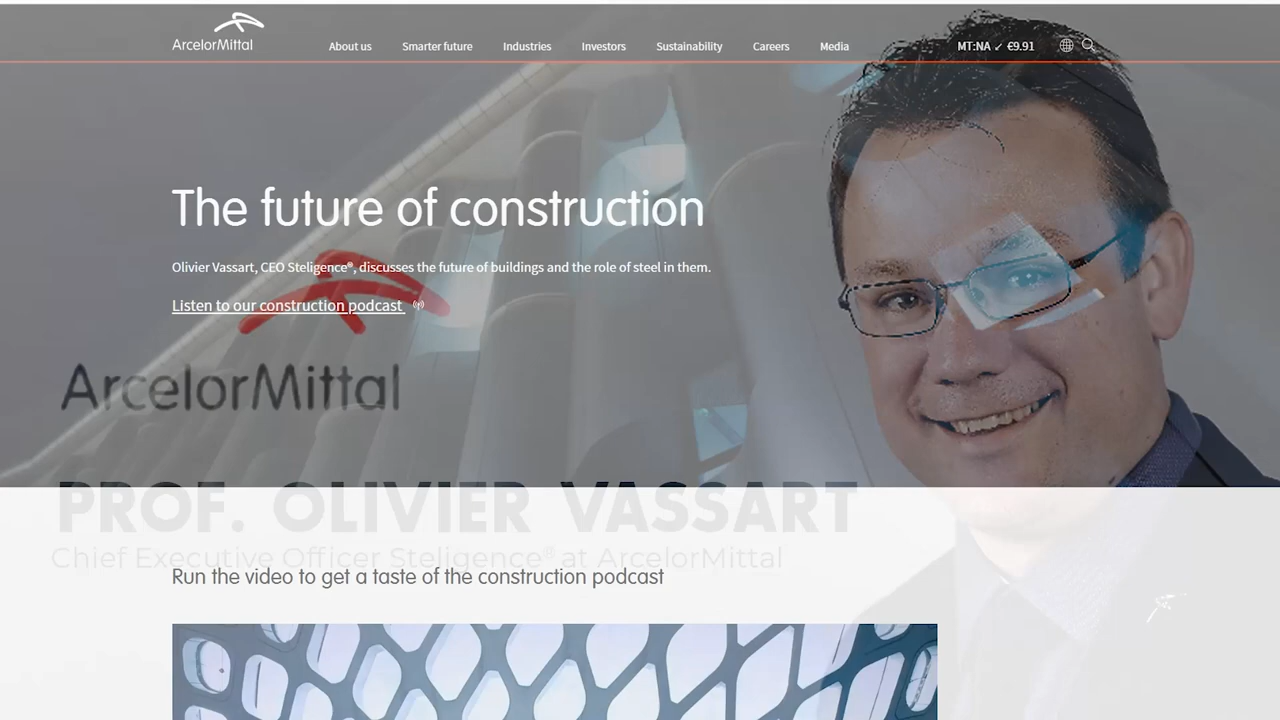 ArcelorMittal
About us Smarter future Industries Investors Sustainability Careers Media MT:NA ✓ €9.91
The future of construction
Olivier Vassart, CEO Steligence®, discusses the future of buildings and the role of steel in them.
Listen to our construction podcast
ArcelorMittal
PROF. OLIVIER VASSART
Chief Executive Officer Steligence® at ArcelorMittal
Run the video to get a taste of the construction podcast